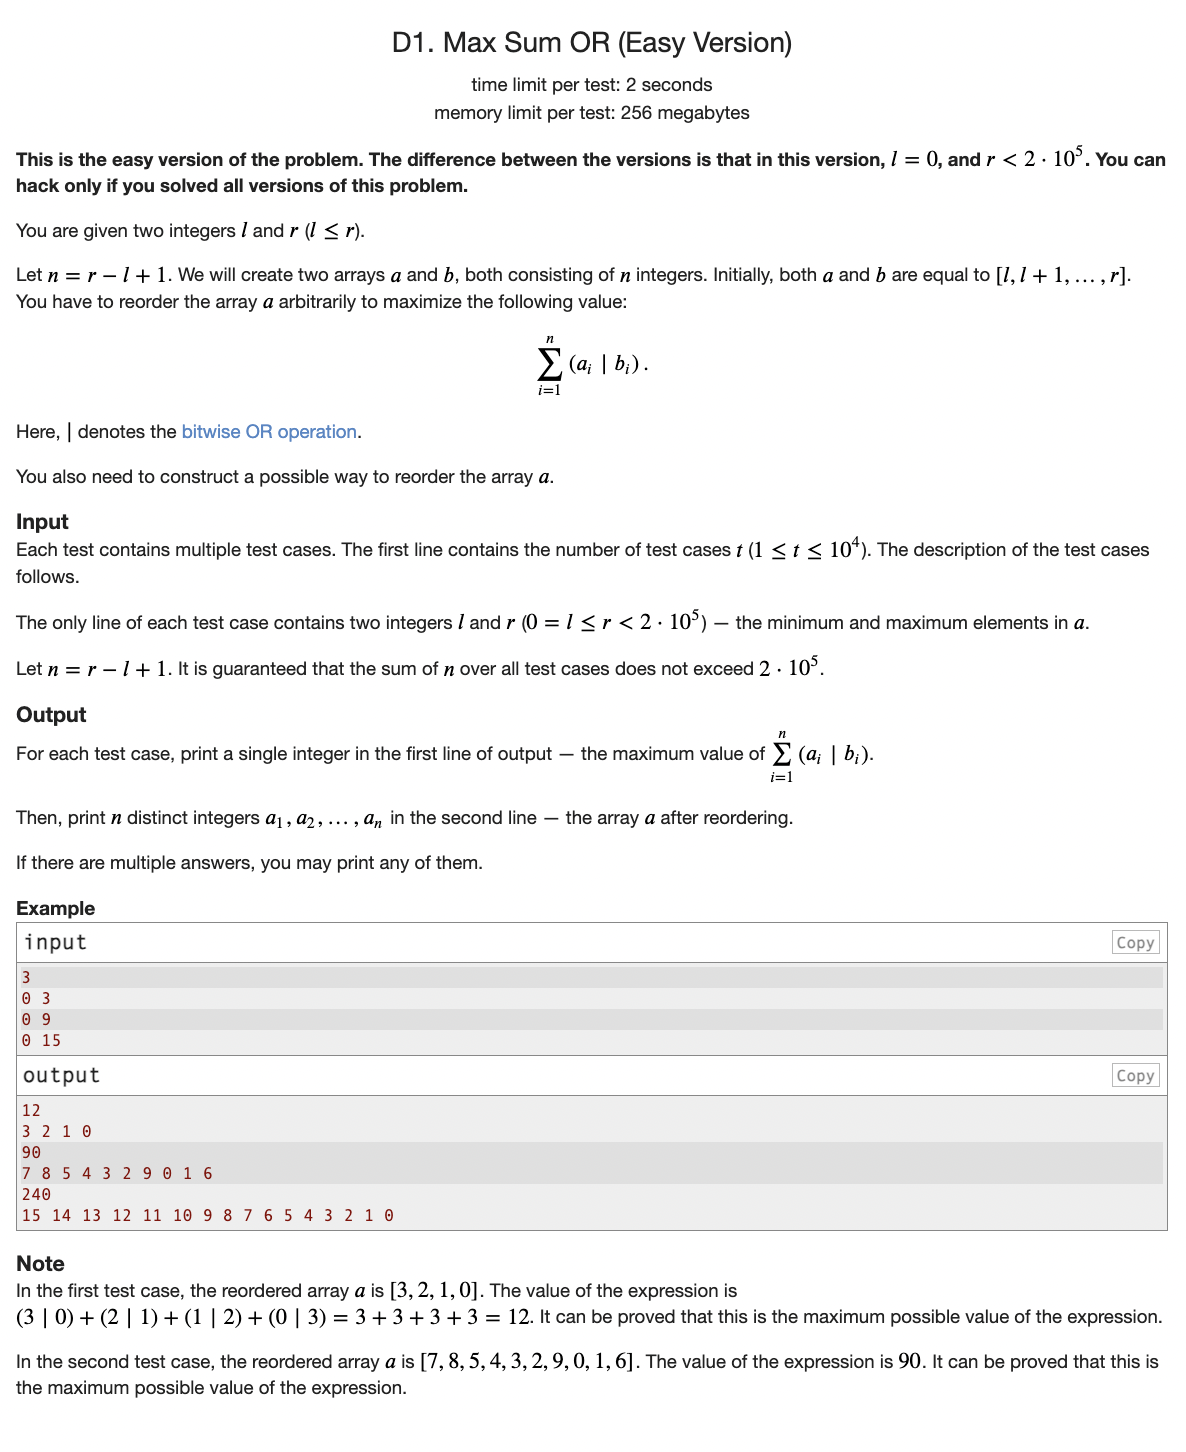 D1. Max Sum OR (Easy Version)
time limit per test: 2 seconds
memory limit per test: 256 megabytes
This is the easy version of the problem. The difference between the versions is that in this version, l = 0, and r < 2 · 10^5. You can
hack only if you solved all versions of this problem.
You are given two integers l and r (l ≤ r).
Let n = r − l + 1. We will create two arrays a and b, both consisting of n integers. Initially, both a and b are equal to [l, l + 1, … , r].
You have to reorder the array a arbitrarily to maximize the following value:
∑_{i=1}^{n} (a_i | b_i).
Here, | denotes the bitwise OR operation.
You also need to construct a possible way to reorder the array a.
Input
Each test contains multiple test cases. The first line contains the number of test cases t (1 ≤ t ≤ 10^4). The description of the test cases
follows.
The only line of each test case contains two integers l and r (0 = l ≤ r < 2 · 10^5) — the minimum and maximum elements in a.
Let n = r − l + 1. It is guaranteed that the sum of n over all test cases does not exceed 2 · 10^5.
Output
For each test case, print a single integer in the first line of output — the maximum value of ∑_{i=1}^{n} (a_i | b_i).
Then, print n distinct integers a_1, a_2, … , a_n in the second line — the array a after reordering.
If there are multiple answers, you may print any of them.
Example
input Copy
3
0 3
0 9
0 15
output Copy
12
3 2 1 0
90
7 8 5 4 3 2 9 0 1 6
240
15 14 13 12 11 10 9 8 7 6 5 4 3 2 1 0
Note
In the first test case, the reordered array a is [3, 2, 1, 0]. The value of the expression is
(3 | 0) + (2 | 1) + (1 | 2) + (0 | 3) = 3 + 3 + 3 + 3 = 12. It can be proved that this is the maximum possible value of the expression.
In the second test case, the reordered array a is [7, 8, 5, 4, 3, 2, 9, 0, 1, 6]. The value of the expression is 90. It can be proved that this is
the maximum possible value of the expression.